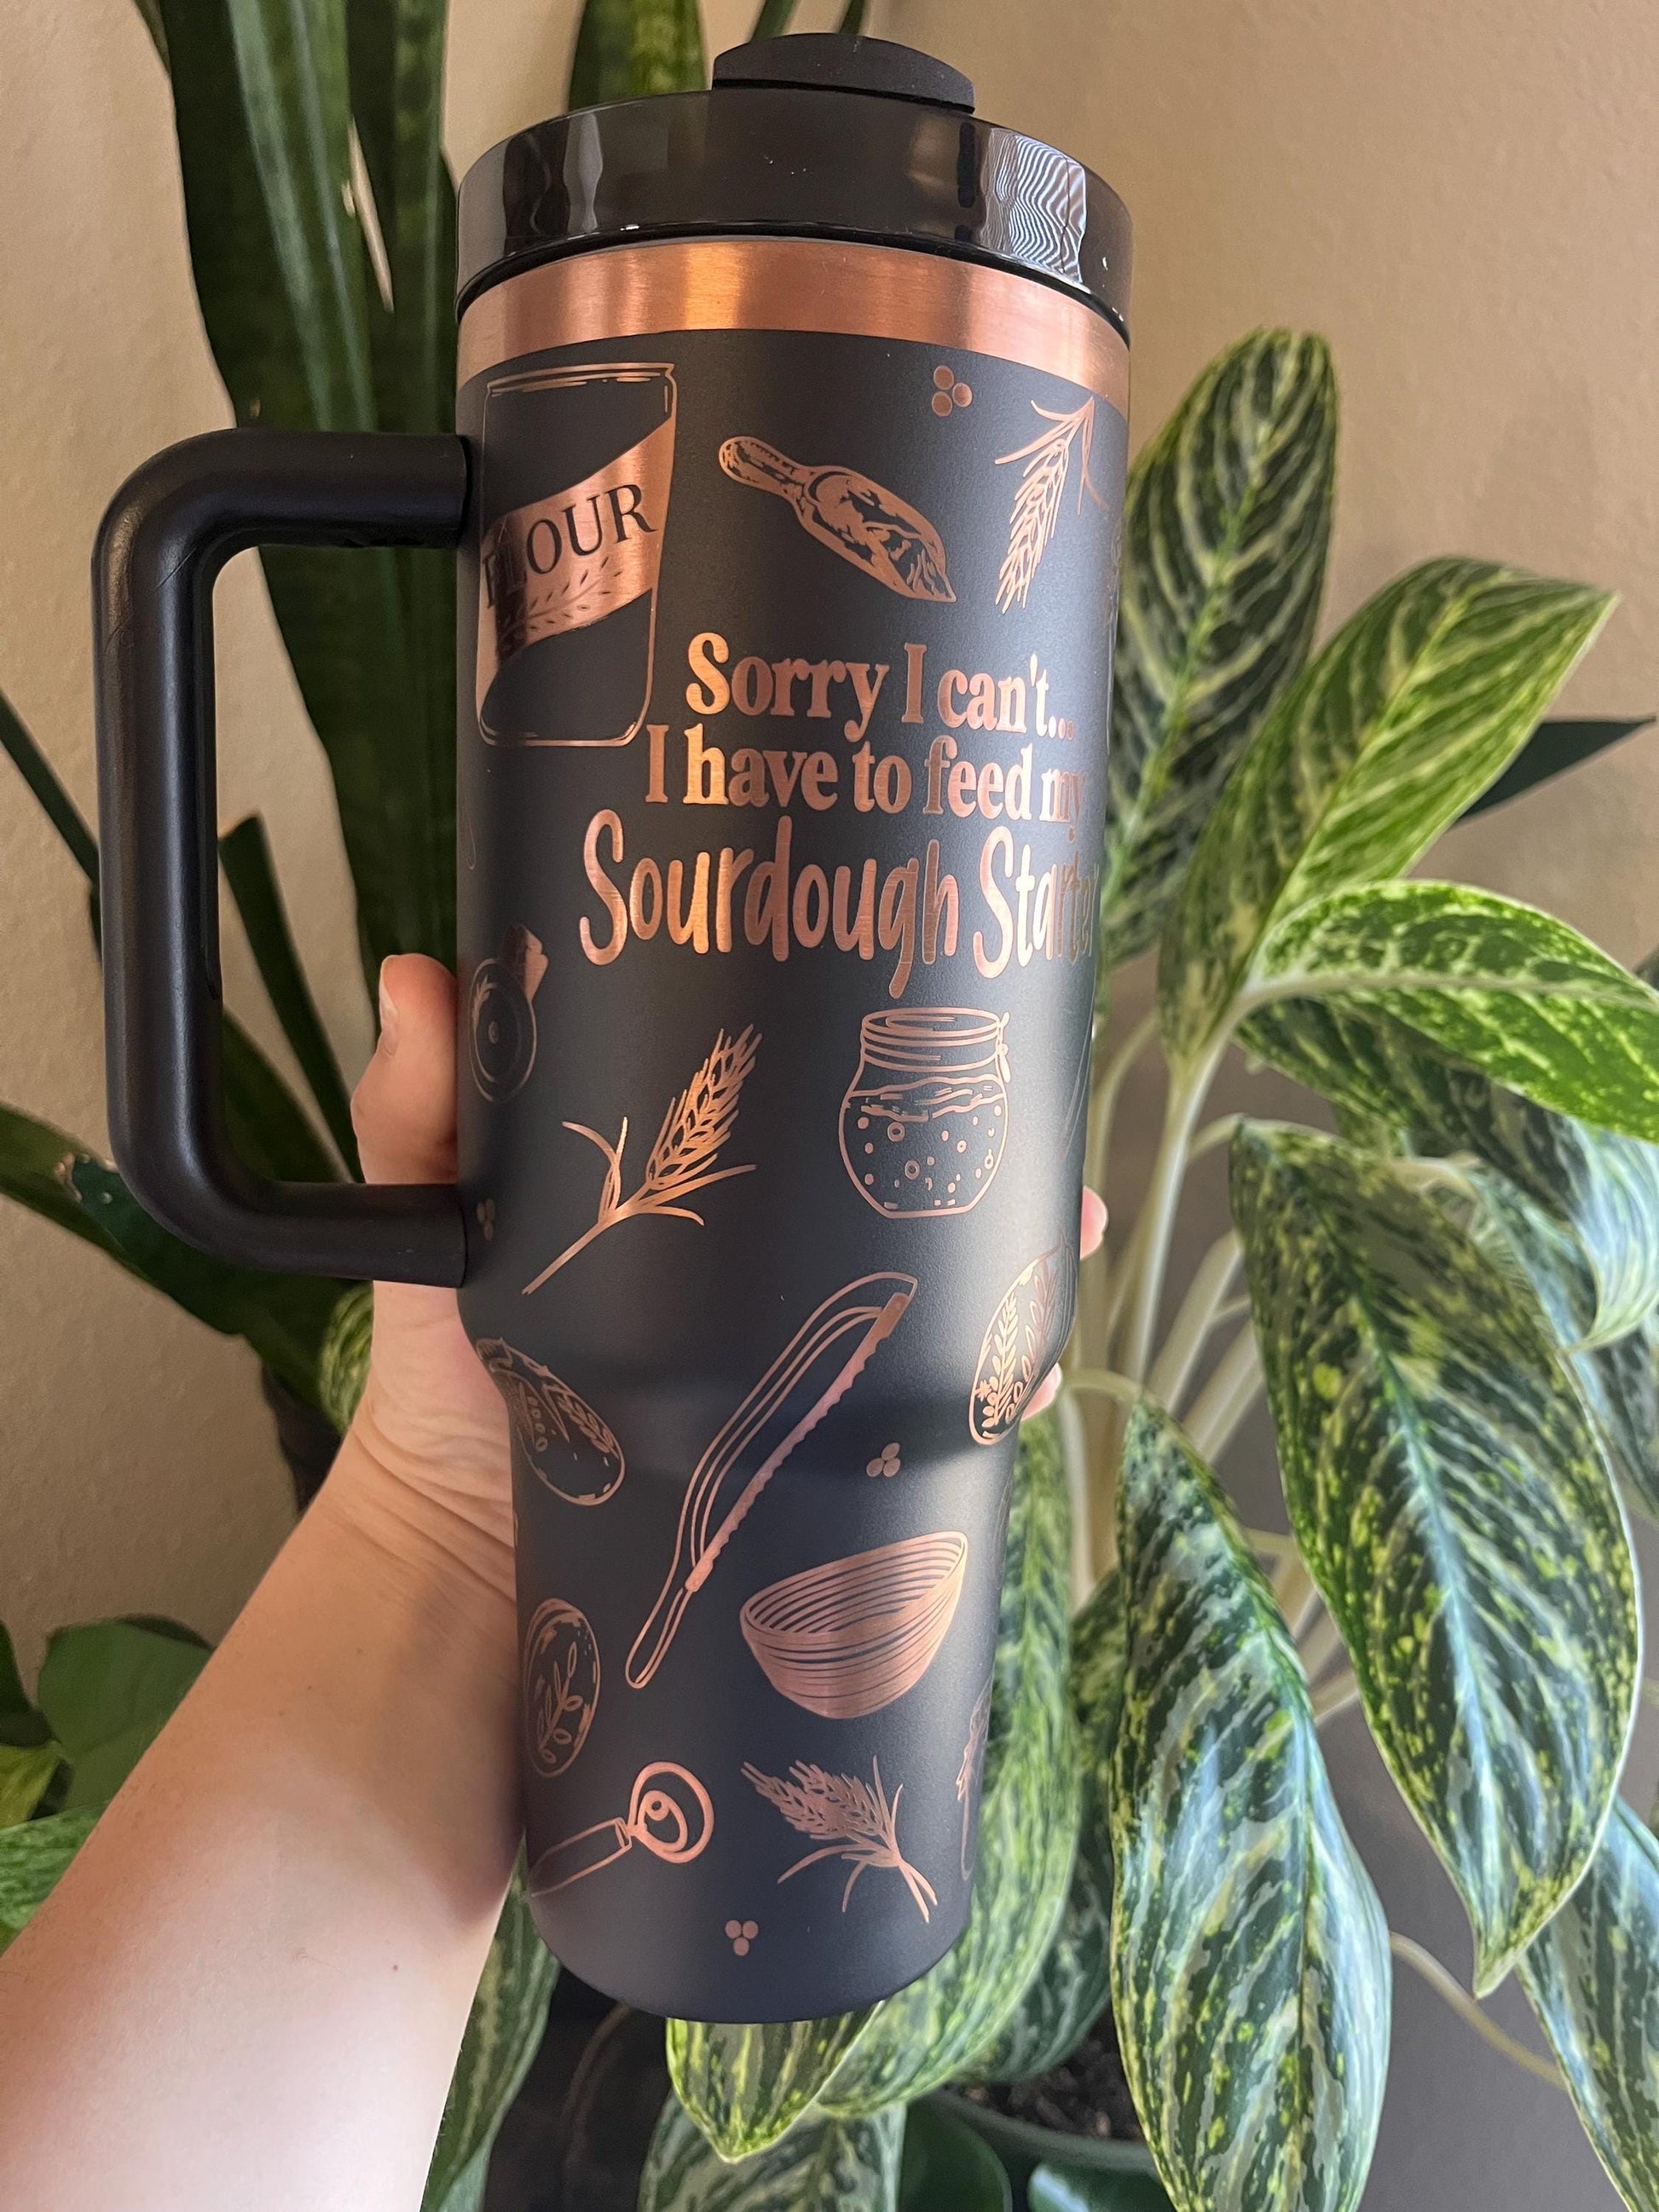 FLOUR
Sorry I can't...
I have to feed my
Sourdough Starter